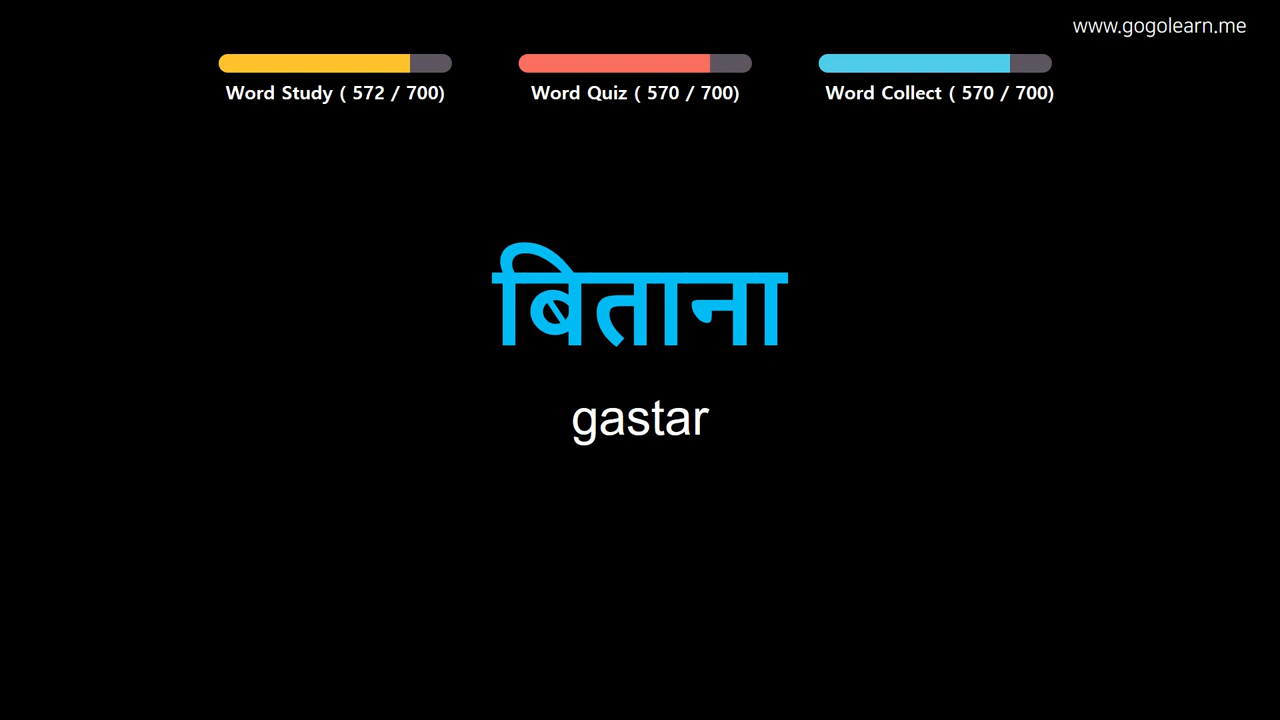 www.gogolearn.me
Word Study ( 572 / 700) Word Quiz ( 570 / 700) Word Collect ( 570 / 700)
बिताना
gastar